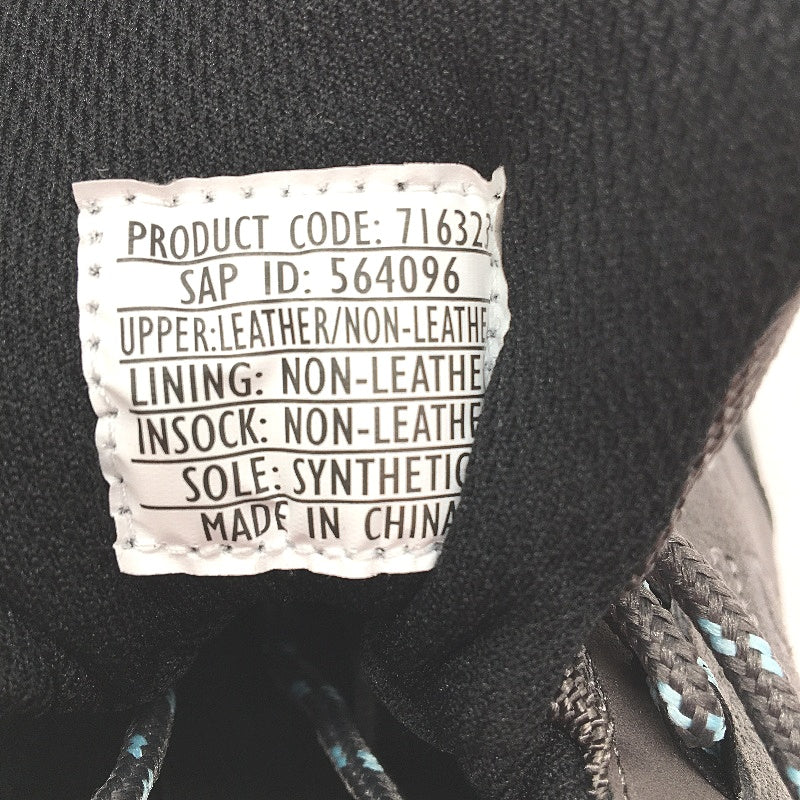 PRODUCT CODE:
SAP ID: 564096
UPPER:LEATHER/NON-LEATHE
LINING: NON-LEATHE
INSOCK: NON-LEATHE
SOLE: SYNTHETIC
MADE IN CHINA